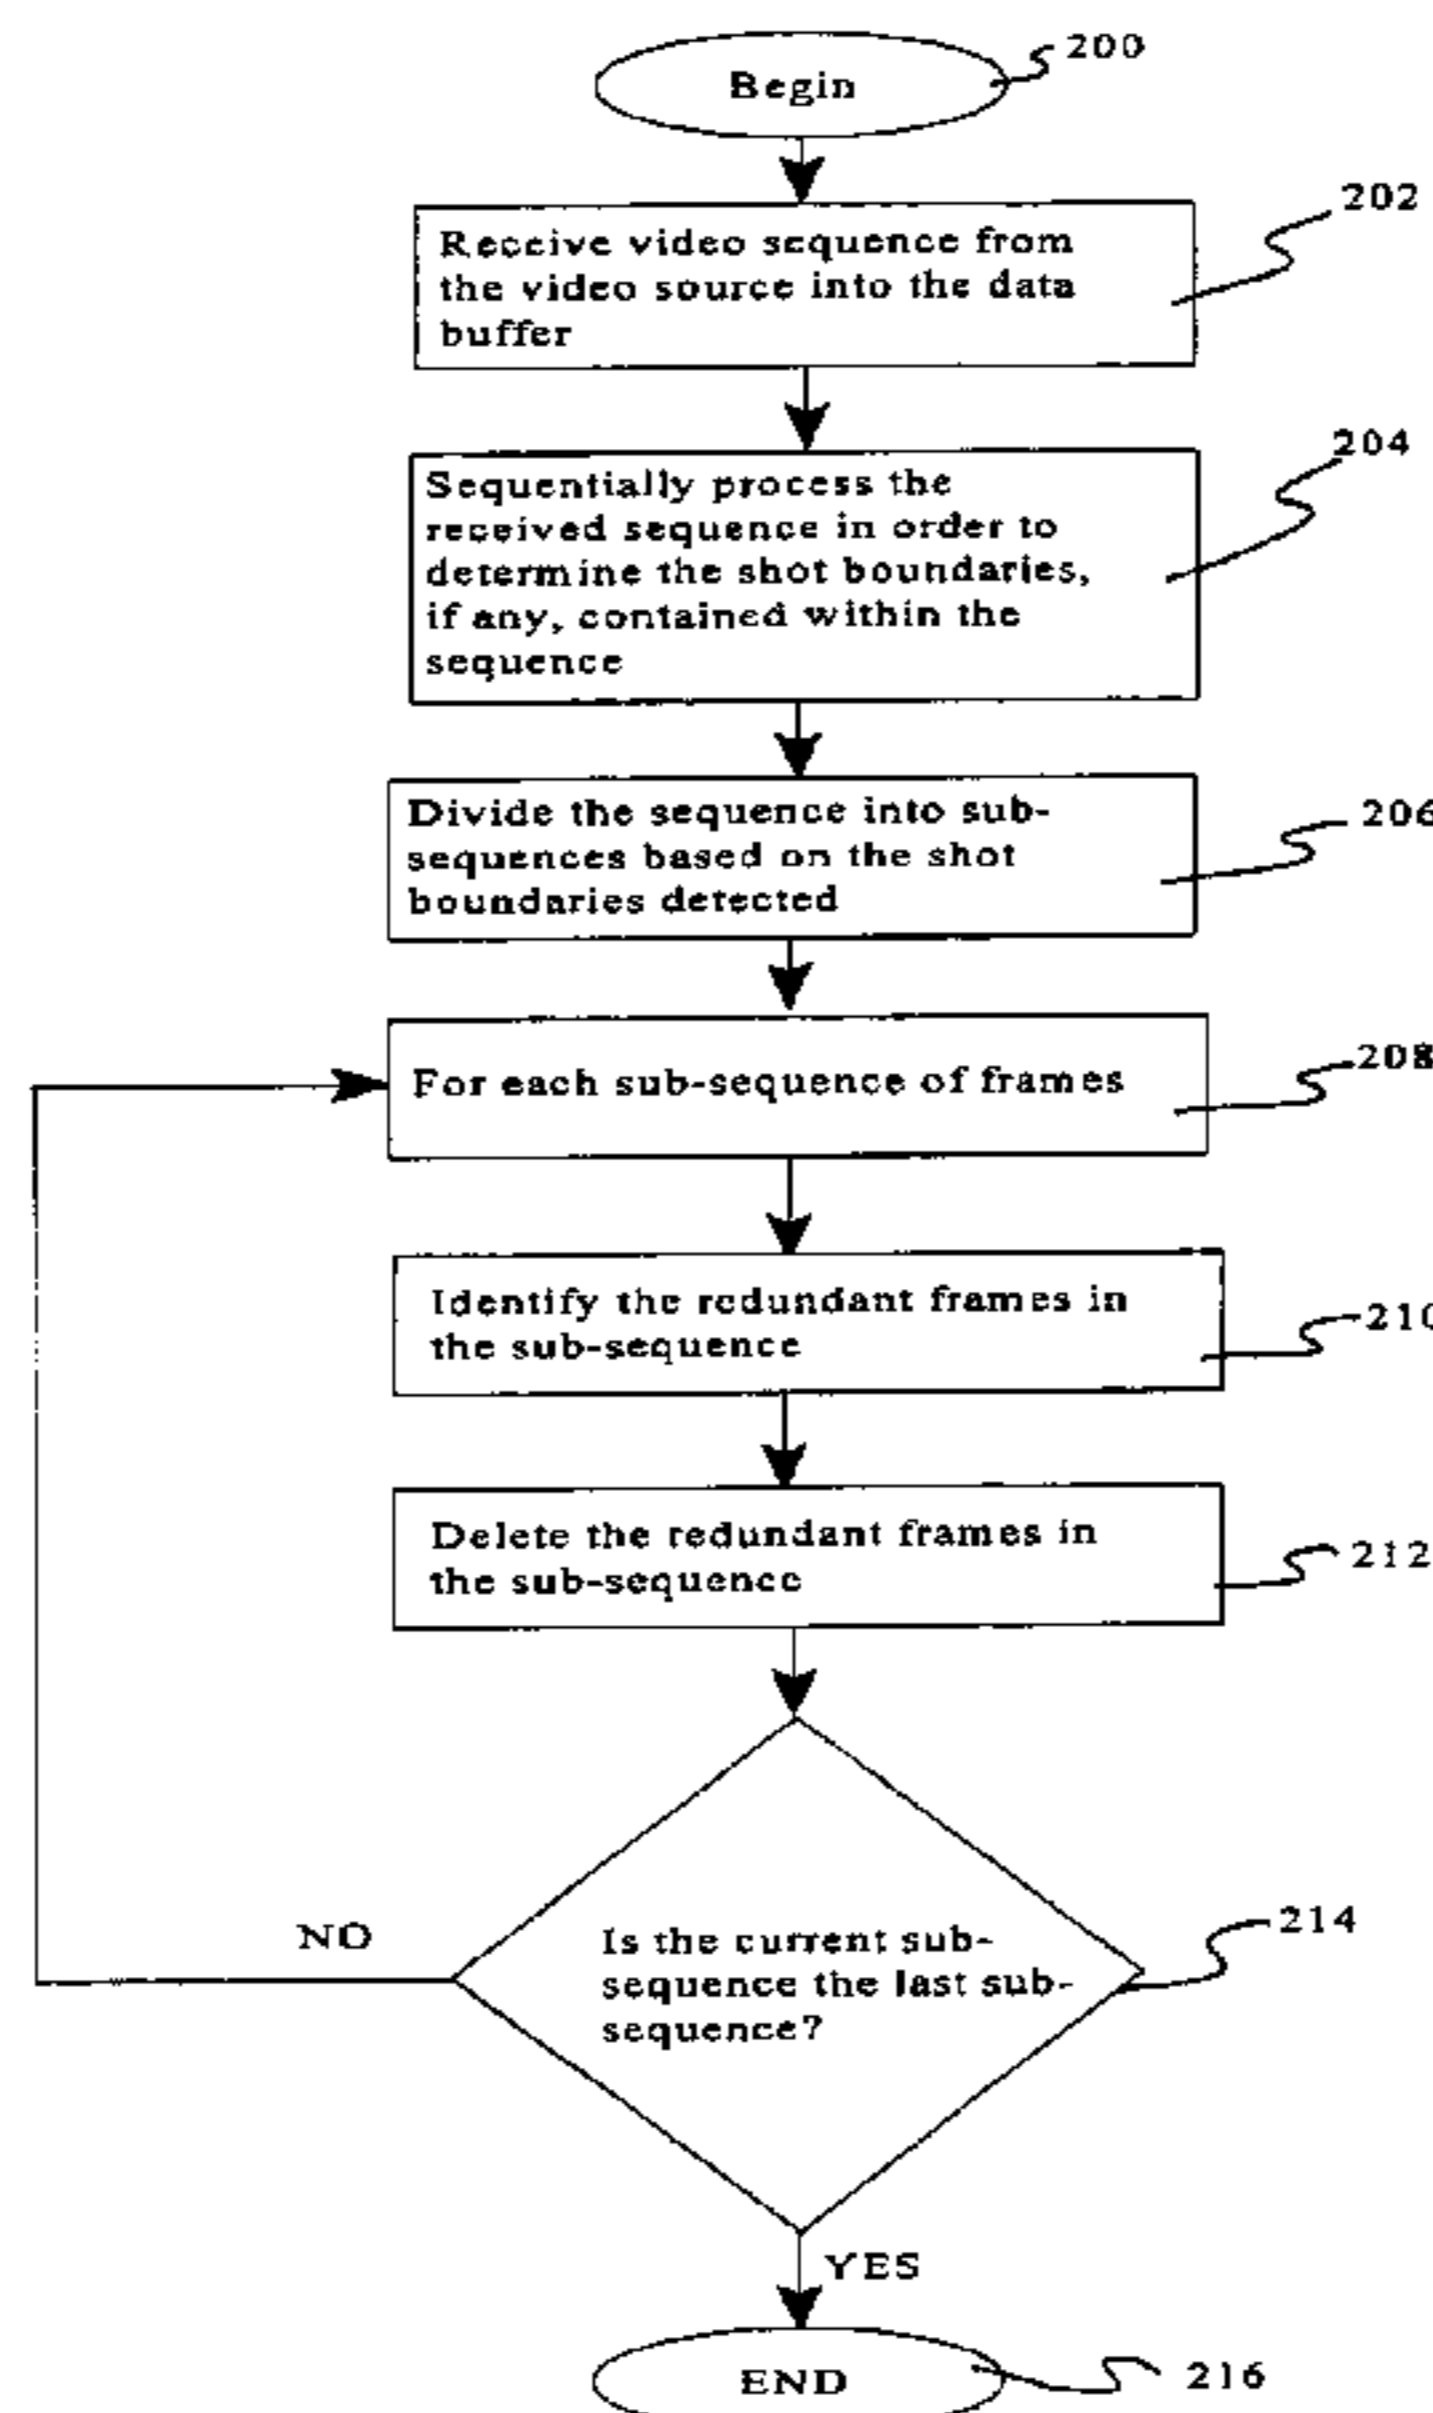 Begin
200
Receive video sequence from
the video source into the data
buffer
202
Sequentially process the
received sequence in order to
determine the shot boundaries,
if any, contained within the
sequence
204
Divide the sequence into sub-
sequences based on the shot
boundaries detected
206
For each sub-sequence of frames
208
Identify the redundant frames in
the sub-sequence
210
Delete the redundant frames in
the sub-sequence
212
NO
Is the current sub-
sequence the last sub-
sequence?
214
YES
END
216